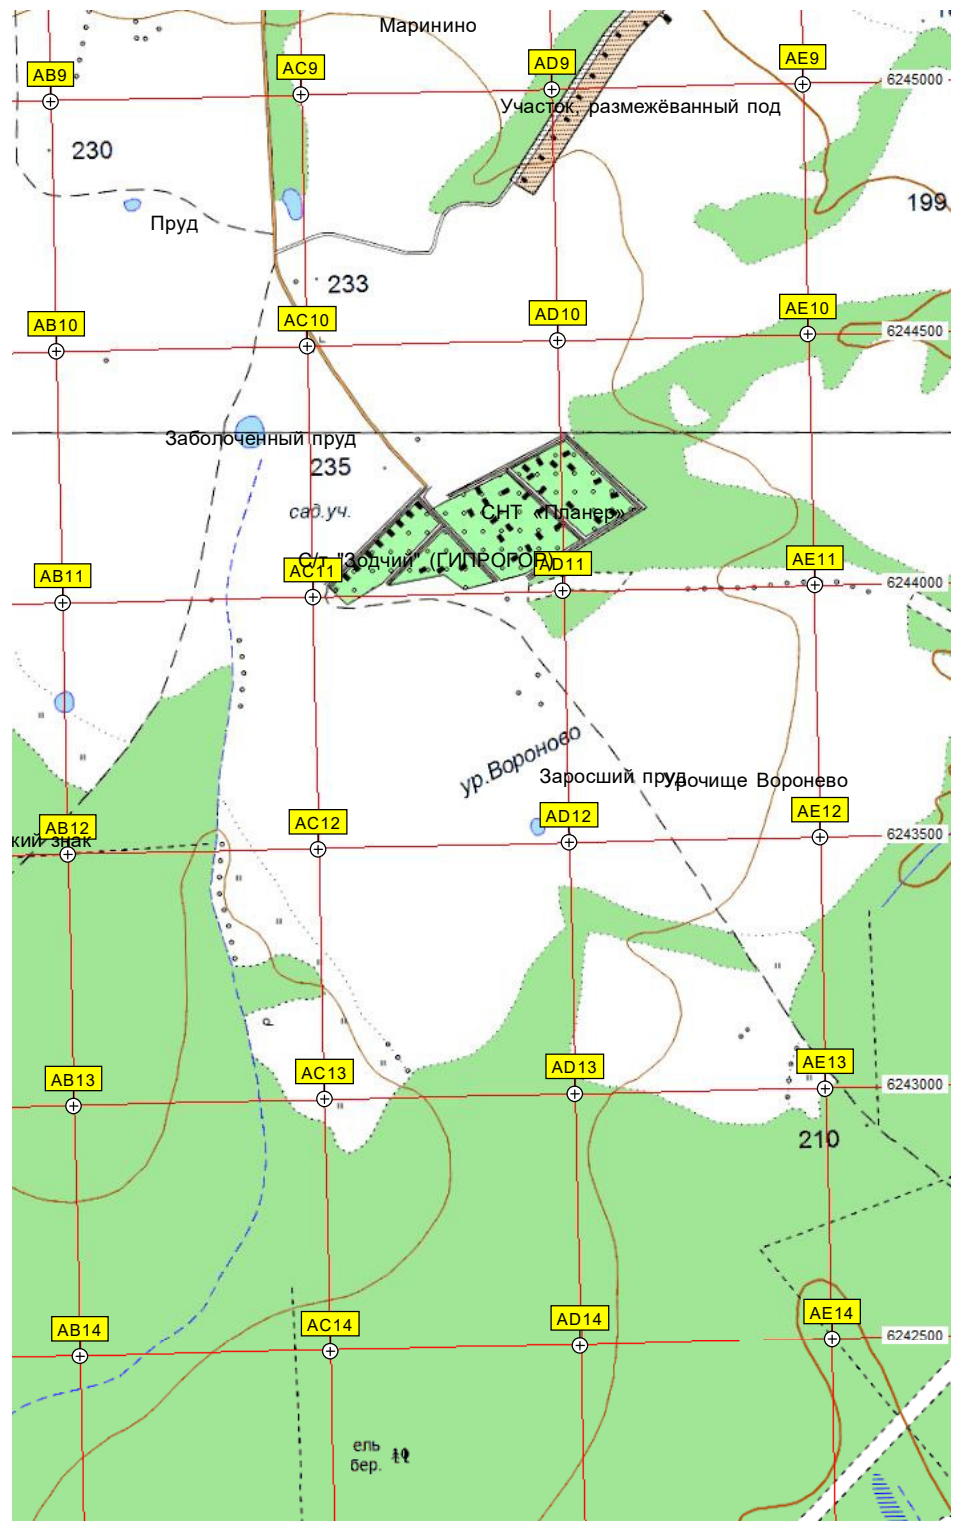 Маринино
AB9
AC9
AD9
AE9
6245000
Участок, размежёванный под
230
199
Пруд
233
AB10
AC10
AD10
AE10
6244500
Заболоченный пруд
235
сад.уч.
СНТ «Планер»
С/т "Зодчий" (ГИПРОГОР)
AB11
AC11
AD11
AE11
6244000
ур.Вороново
Заросший пруд
Урочище Воронево
AB12
AC12
AD12
AE12
6243500
кий знак
AB13
AC13
AD13
AE13
6243000
210
AB14
AC14
AD14
AE14
6242500
ель
бер.